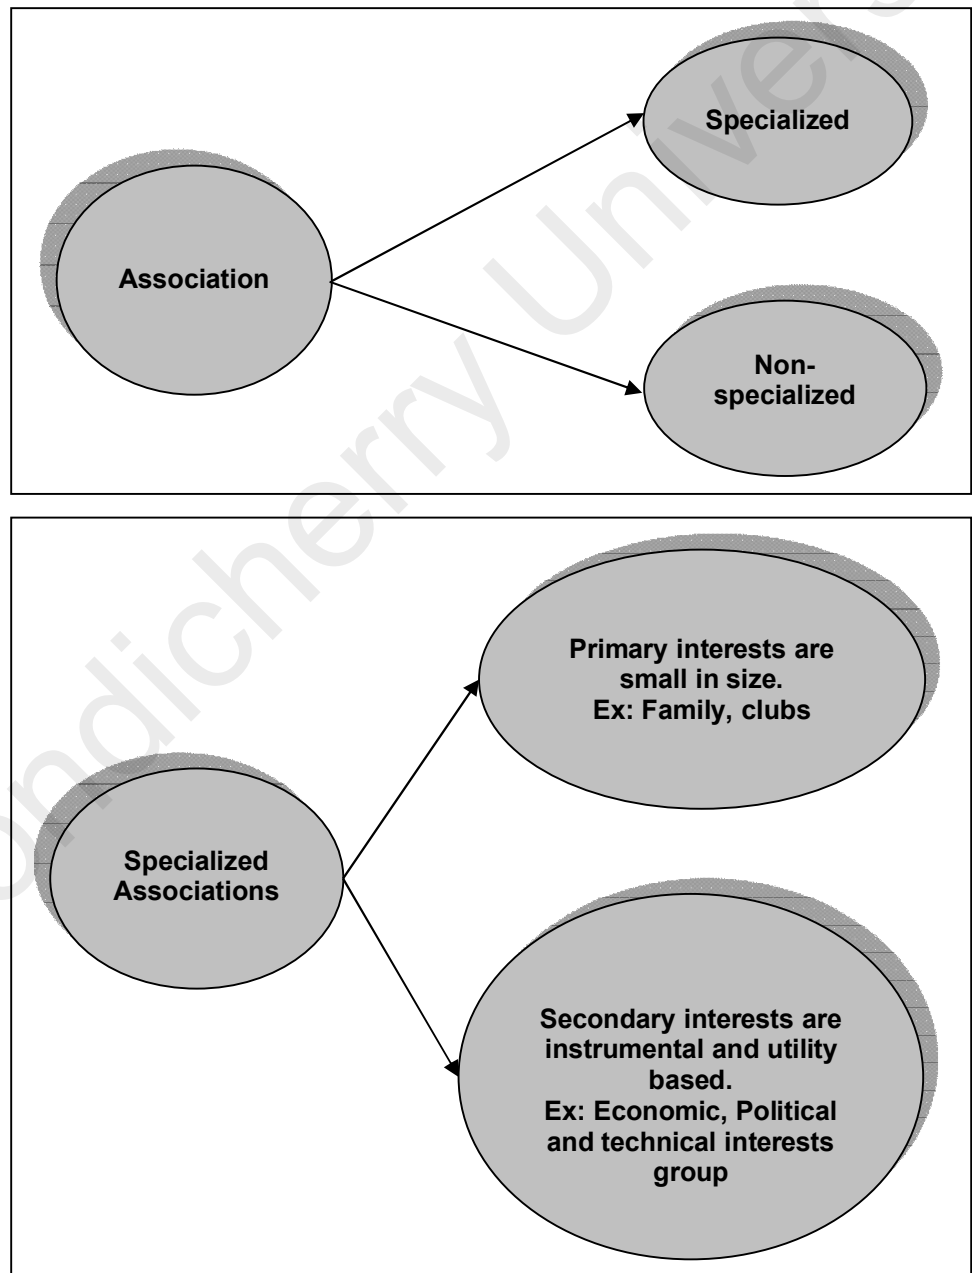 Specialized
Association
Non-
specialized
Primary interests are
small in size.
Ex: Family, clubs
Specialized
Associations
Secondary interests are
instrumental and utility
based.
Ex: Economic, Political
and technical interests
group